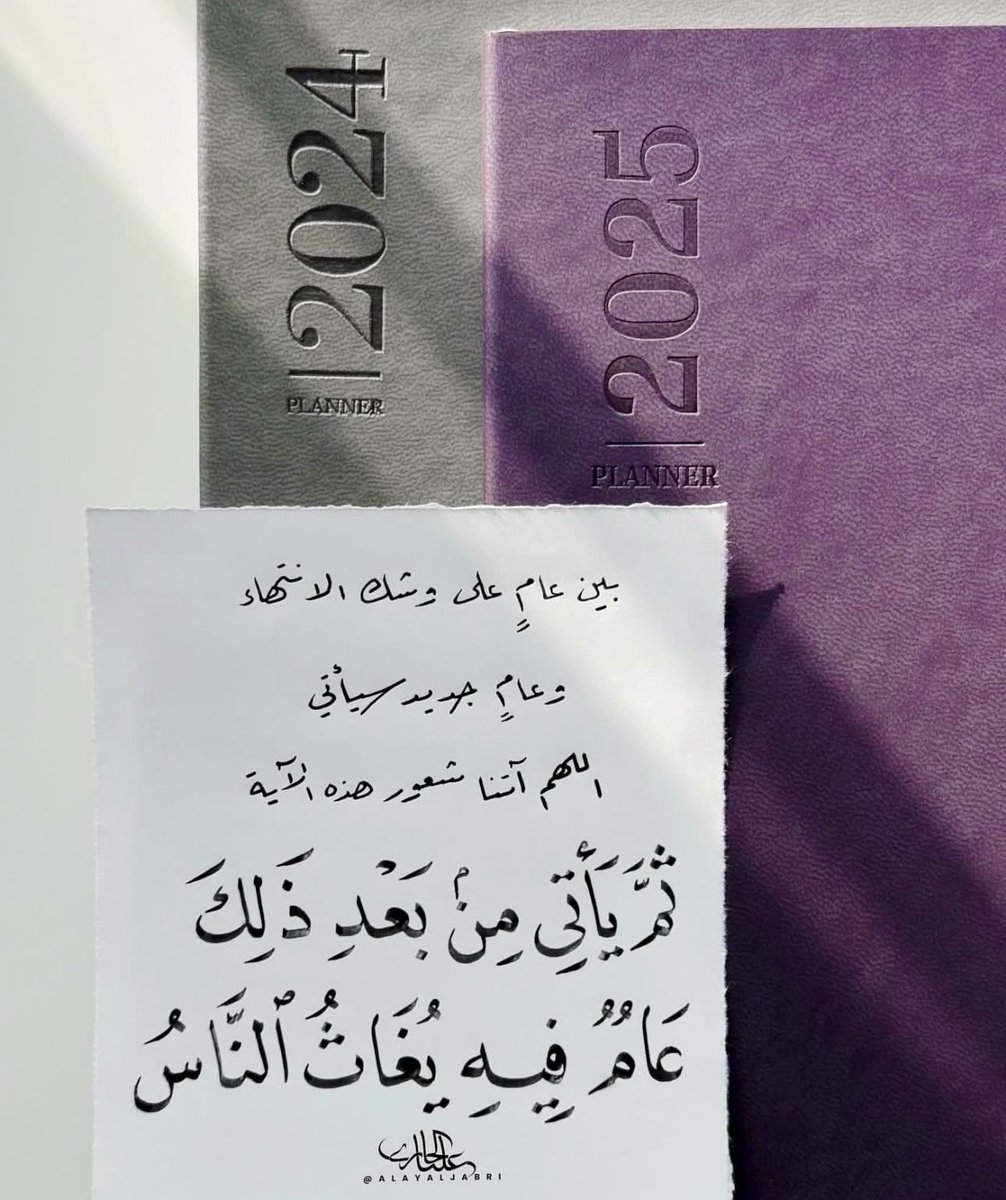 2024
PLANNER
2025
PLANNER
بين عامٍ على وشك الانتهاء
وعامٍ جديد سيأتي
اللهم آتنا شعور هذه الآية
ثُمَّ يَأۡتِي مِنۢ بَعۡدِ ذَٰلِكَ
عَامٞ فِيهِ يُغَاثُ ٱلنَّاسُ
@ALAYALJABRI